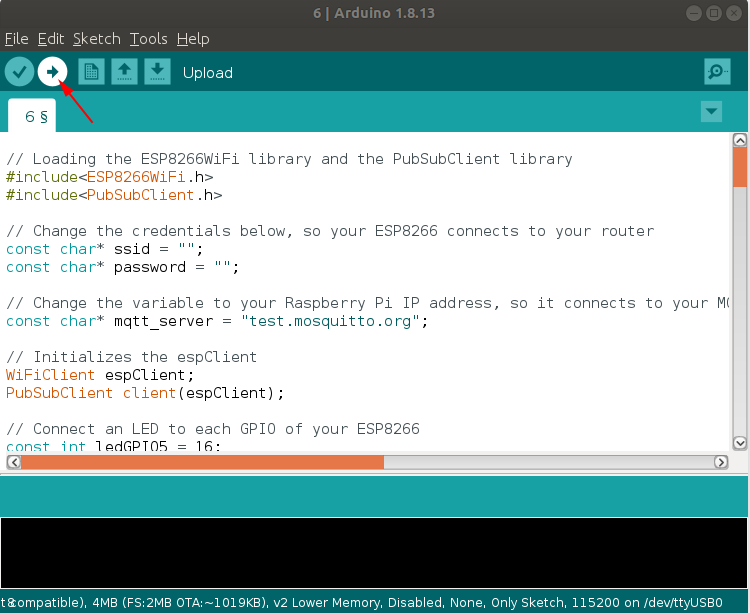 6 | Arduino 1.8.13
File Edit Sketch Tools Help
Upload
6 §
// Loading the ESP8266WiFi library and the PubSubClient library
#include<ESP8266WiFi.h>
#include<PubSubClient.h>
// Change the credentials below, so your ESP8266 connects to your router
const char* ssid = "";
const char* password = "";
// Change the variable to your Raspberry Pi IP address, so it connects to your
const char* mqtt_server = "test.mosquitto.org";
// Initializes the espClient
WiFiClient espClient;
PubSubClient client(espClient);
// Connect an LED to each GPIO of your ESP8266
const int ledGPIO5 = 16;
compatible), 4MB (FS:2MB OTA:~1019KB), v2 Lower Memory, Disabled, None, Only Sketch, 115200 on /dev/ttyUSB0